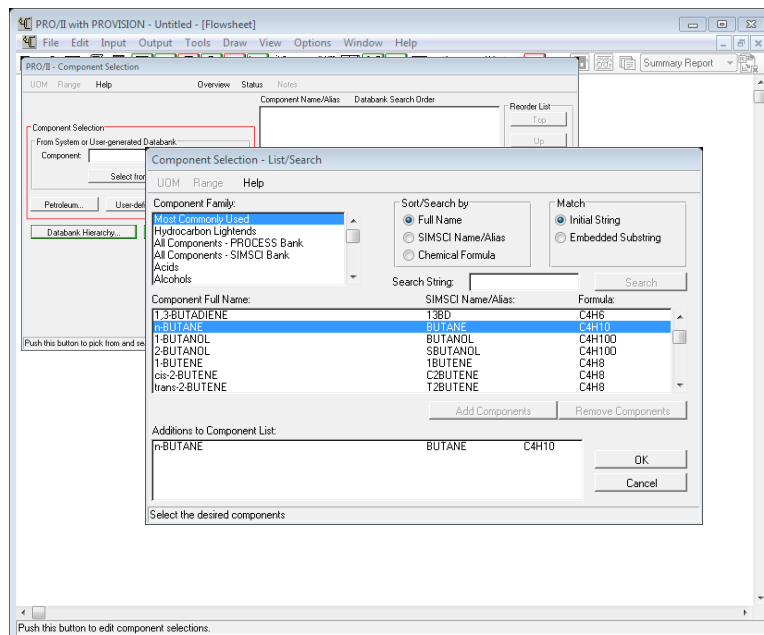 PRO/II with PROVISION - Untitled - [Flowsheet]
File Edit Input Output Tools Draw View Options Window Help
Summary Report
PRO/II - Component Selection
UOM Range Help Overview Status Notes
Component Name/Alias Databank Search Order
Reorder List
Top
Up
Component Selection
From System or User-generated Databank
Component:
Select from
Petroleum...
User-defi
Databank Hierarchy...
Push this button to pick from and sea
Component Selection - List/Search
UOM Range Help
Component Family:
Most Commonly Used
Hydrocarbon Lightends
All Components - PROCESS Bank
All Components - SIMSCI Bank
Acids
Alcohols
Sort/Search by
Full Name
SIMSCI Name/Alias
Chemical Formula
Match
Initial String
Embedded Substring
Search String:
Search
Component Full Name: SIMSCI Name/Alias: Formula:
1,3-BUTADIENE 13BD C4H6
n-BUTANE BUTANE C4H10
1-BUTANOL BUTANOL C4H10O
2-BUTANOL SBUTANOL C4H10O
1-BUTENE 1BUTENE C4H8
cis-2-BUTENE C2BUTENE C4H8
trans-2-BUTENE T2BUTENE C4H8
Add Components
Remove Components
Additions to Component List:
n-BUTANE BUTANE C4H10
OK
Cancel
Select the desired components
Push this button to edit component selections.